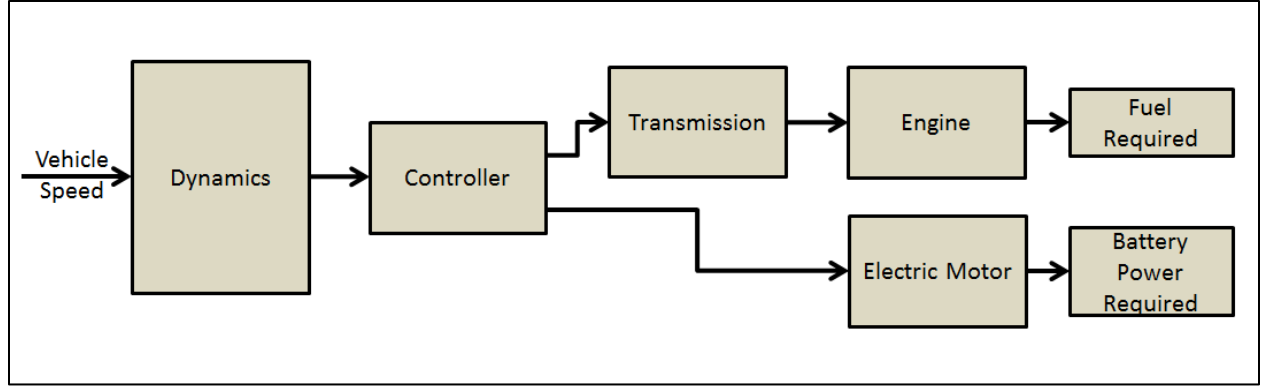 Vehicle
Speed
Dynamics
Controller
Transmission
Engine
Fuel
Required
Electric Motor
Battery
Power
Required